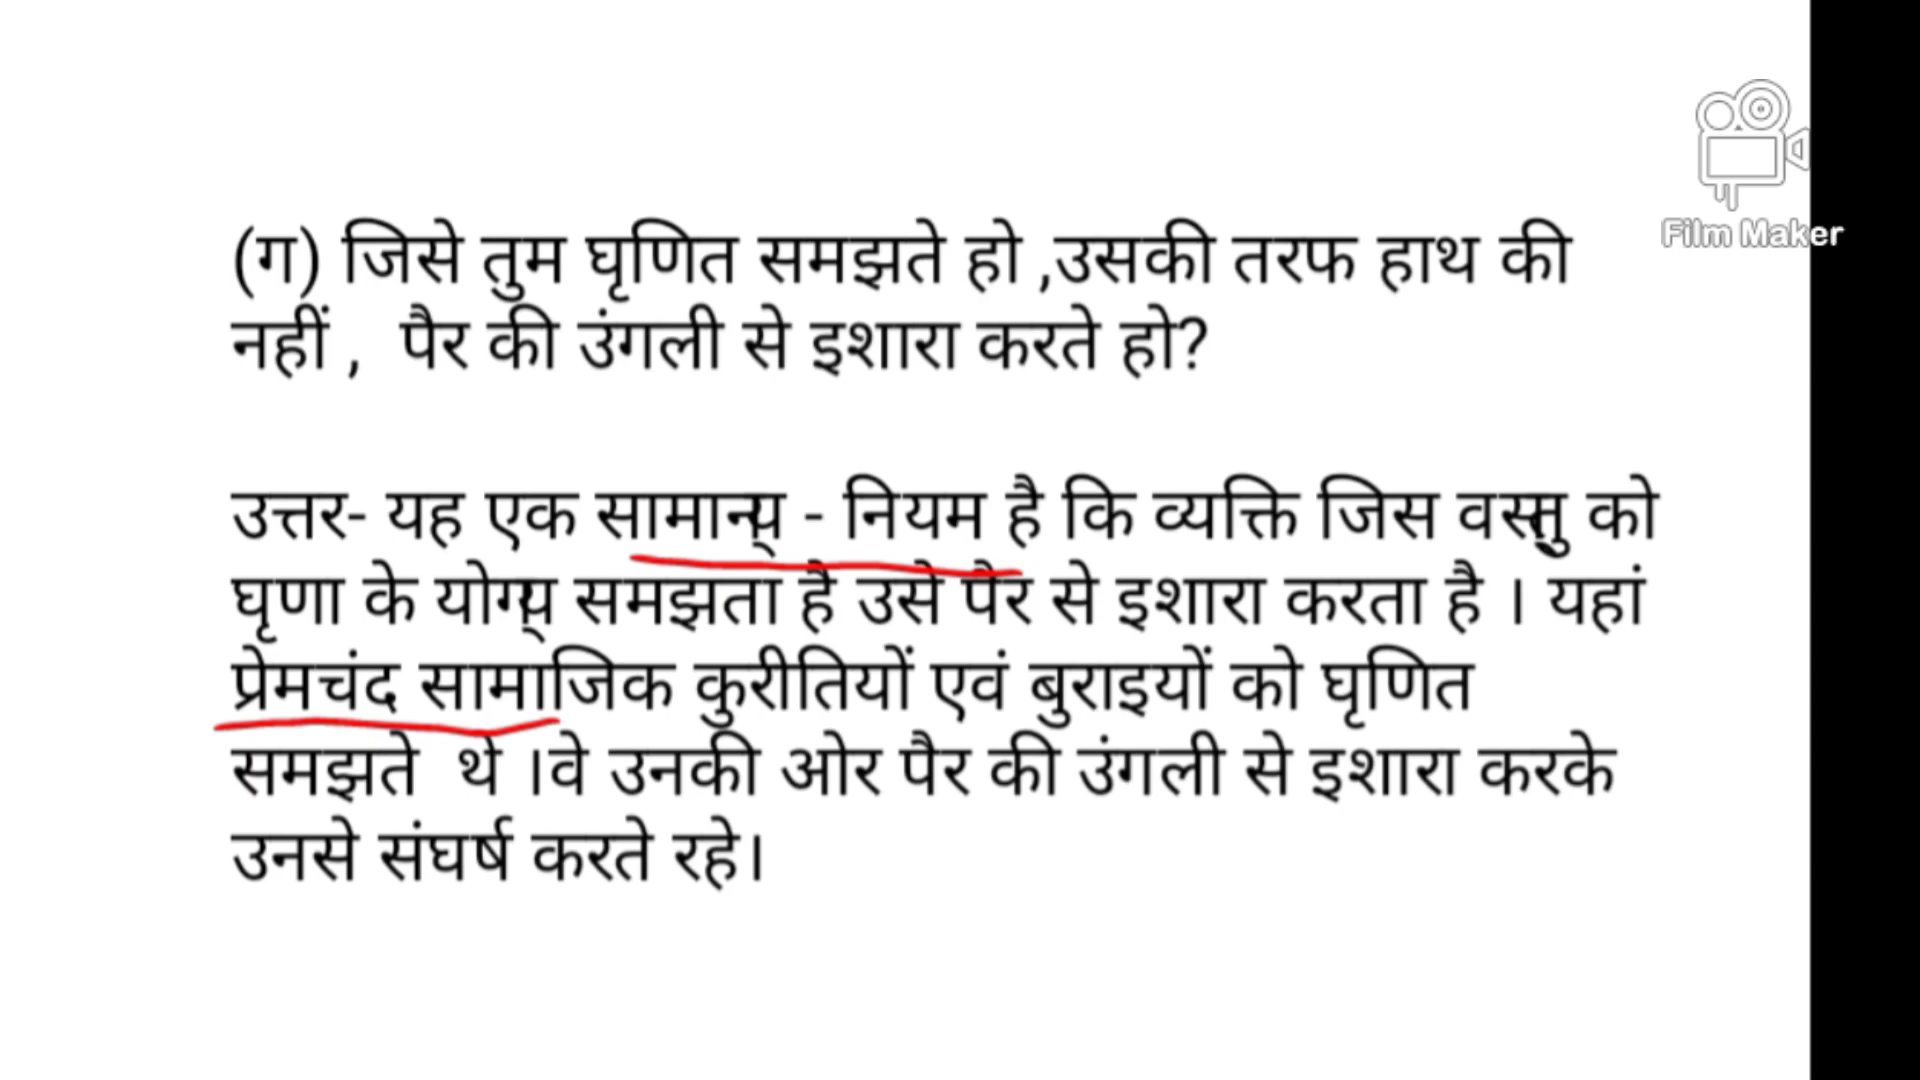 Film Maker
(ग) जिसे तुम घृणित समझते हो ,उसकी तरफ हाथ की
नहीं , पैर की उंगली से इशारा करते हो?
उत्तर- यह एक सामान्य् - नियम है कि व्यक्ति जिस वस्तु को
घृणा के योग्य् समझता है उसे पैर से इशारा करता है । यहां
प्रेमचंद सामाजिक कुरीतियों एवं बुराइयों को घृणित
समझते थे ।वे उनकी ओर पैर की उंगली से इशारा करके
उनसे संघर्ष करते रहे।